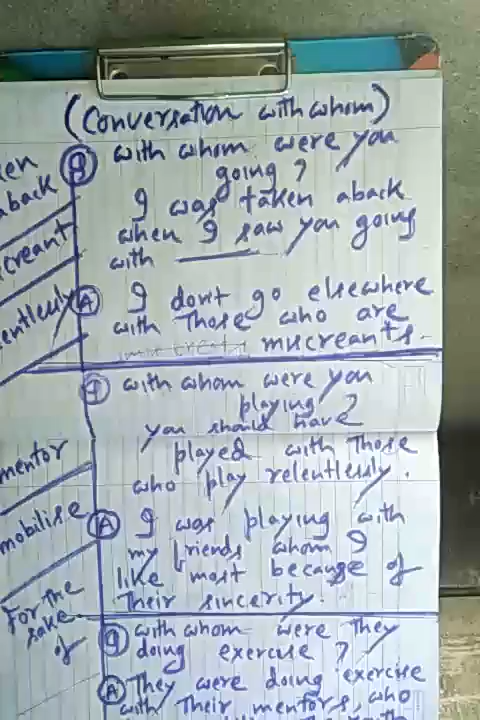 (Conversation with whom)
Q with whom were you
going?
I was taken aback
when I saw you going
with
A I don't go elsewhere
with Those who are
miscreants.
Q with whom were you
playing?
you should have
played with Those
who play relentlessly.
A I was playing with
my friends whom I
like most because of
Their sincerity.
Q with whom were They
doing exercise?
A They were doing exercise
with Their mentors, who
ken
aback
creant
entlessly
mentor
mobilise
For the
sake
of